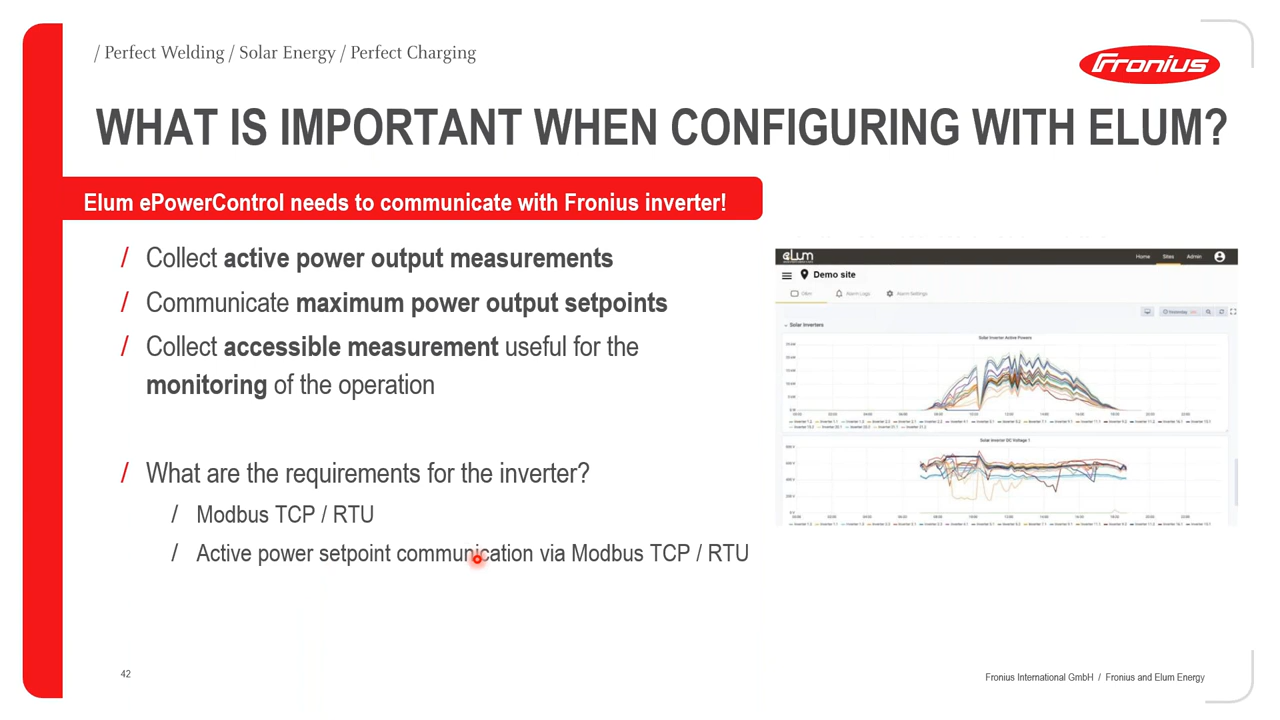 / Perfect Welding / Solar Energy / Perfect Charging
Fronius
WHAT IS IMPORTANT WHEN CONFIGURING WITH ELUM?
Elum ePowerControl needs to communicate with Fronius inverter!
/ Collect active power output measurements
/ Communicate maximum power output setpoints
/ Collect accessible measurement useful for the
monitoring of the operation
/ What are the requirements for the inverter?
/ Modbus TCP / RTU
/ Active power setpoint communication via Modbus TCP / RTU
eLum
Home Sites Admin
Demo site
Alarm Logs Alarm Settings
Solar Inverters
Solar Inverter Active Powers
Solar Inverter DC Voltage 1
42
Fronius International GmbH / Fronius and Elum Energy